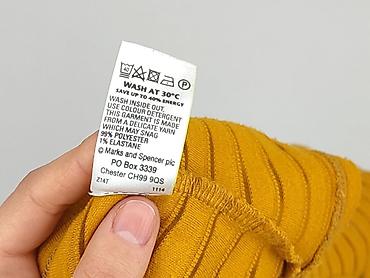 40 P
WASH AT 30°C
SAVE UP TO 40% ENERGY
WASH INSIDE OUT.
USE COLOUR DETERGENT
THIS GARMENT IS MADE
FROM A DELICATE YARN
WHICH MAY SNAG
99% POLYESTER
1% ELASTANE
© Marks and Spencer plc
PO Box 3339
Chester CH99 9QS
Z14T 1114